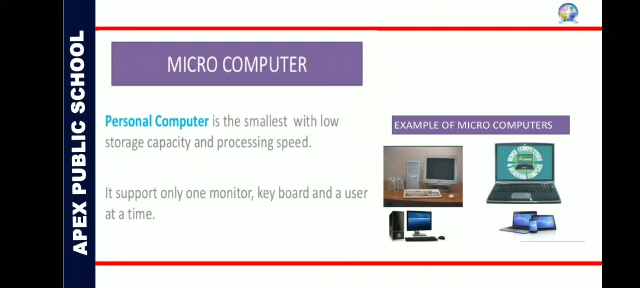 APEX PUBLIC SCHOOL
MICRO COMPUTER
Personal Computer is the smallest with low
storage capacity and processing speed.
It support only one monitor, key board and a user
at a time.
EXAMPLE OF MICRO COMPUTERS